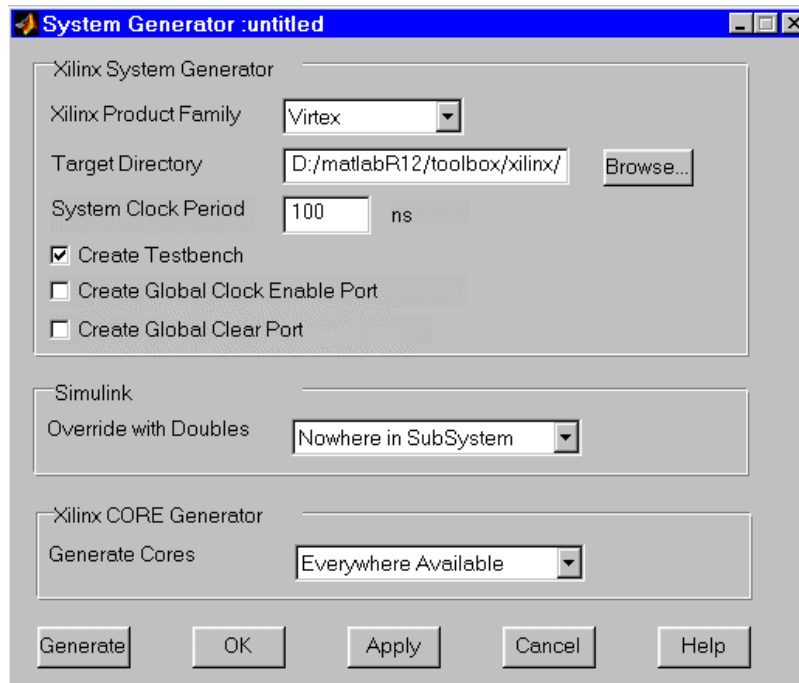 System Generator :untitled
Xilinx System Generator
Xilinx Product Family Virtex
Target Directory D:/matlabR12/toolbox/xilinx/ Browse...
System Clock Period 100 ns
Create Testbench
Create Global Clock Enable Port
Create Global Clear Port
Simulink
Override with Doubles Nowhere in SubSystem
Xilinx CORE Generator
Generate Cores Everywhere Available
Generate OK Apply Cancel Help